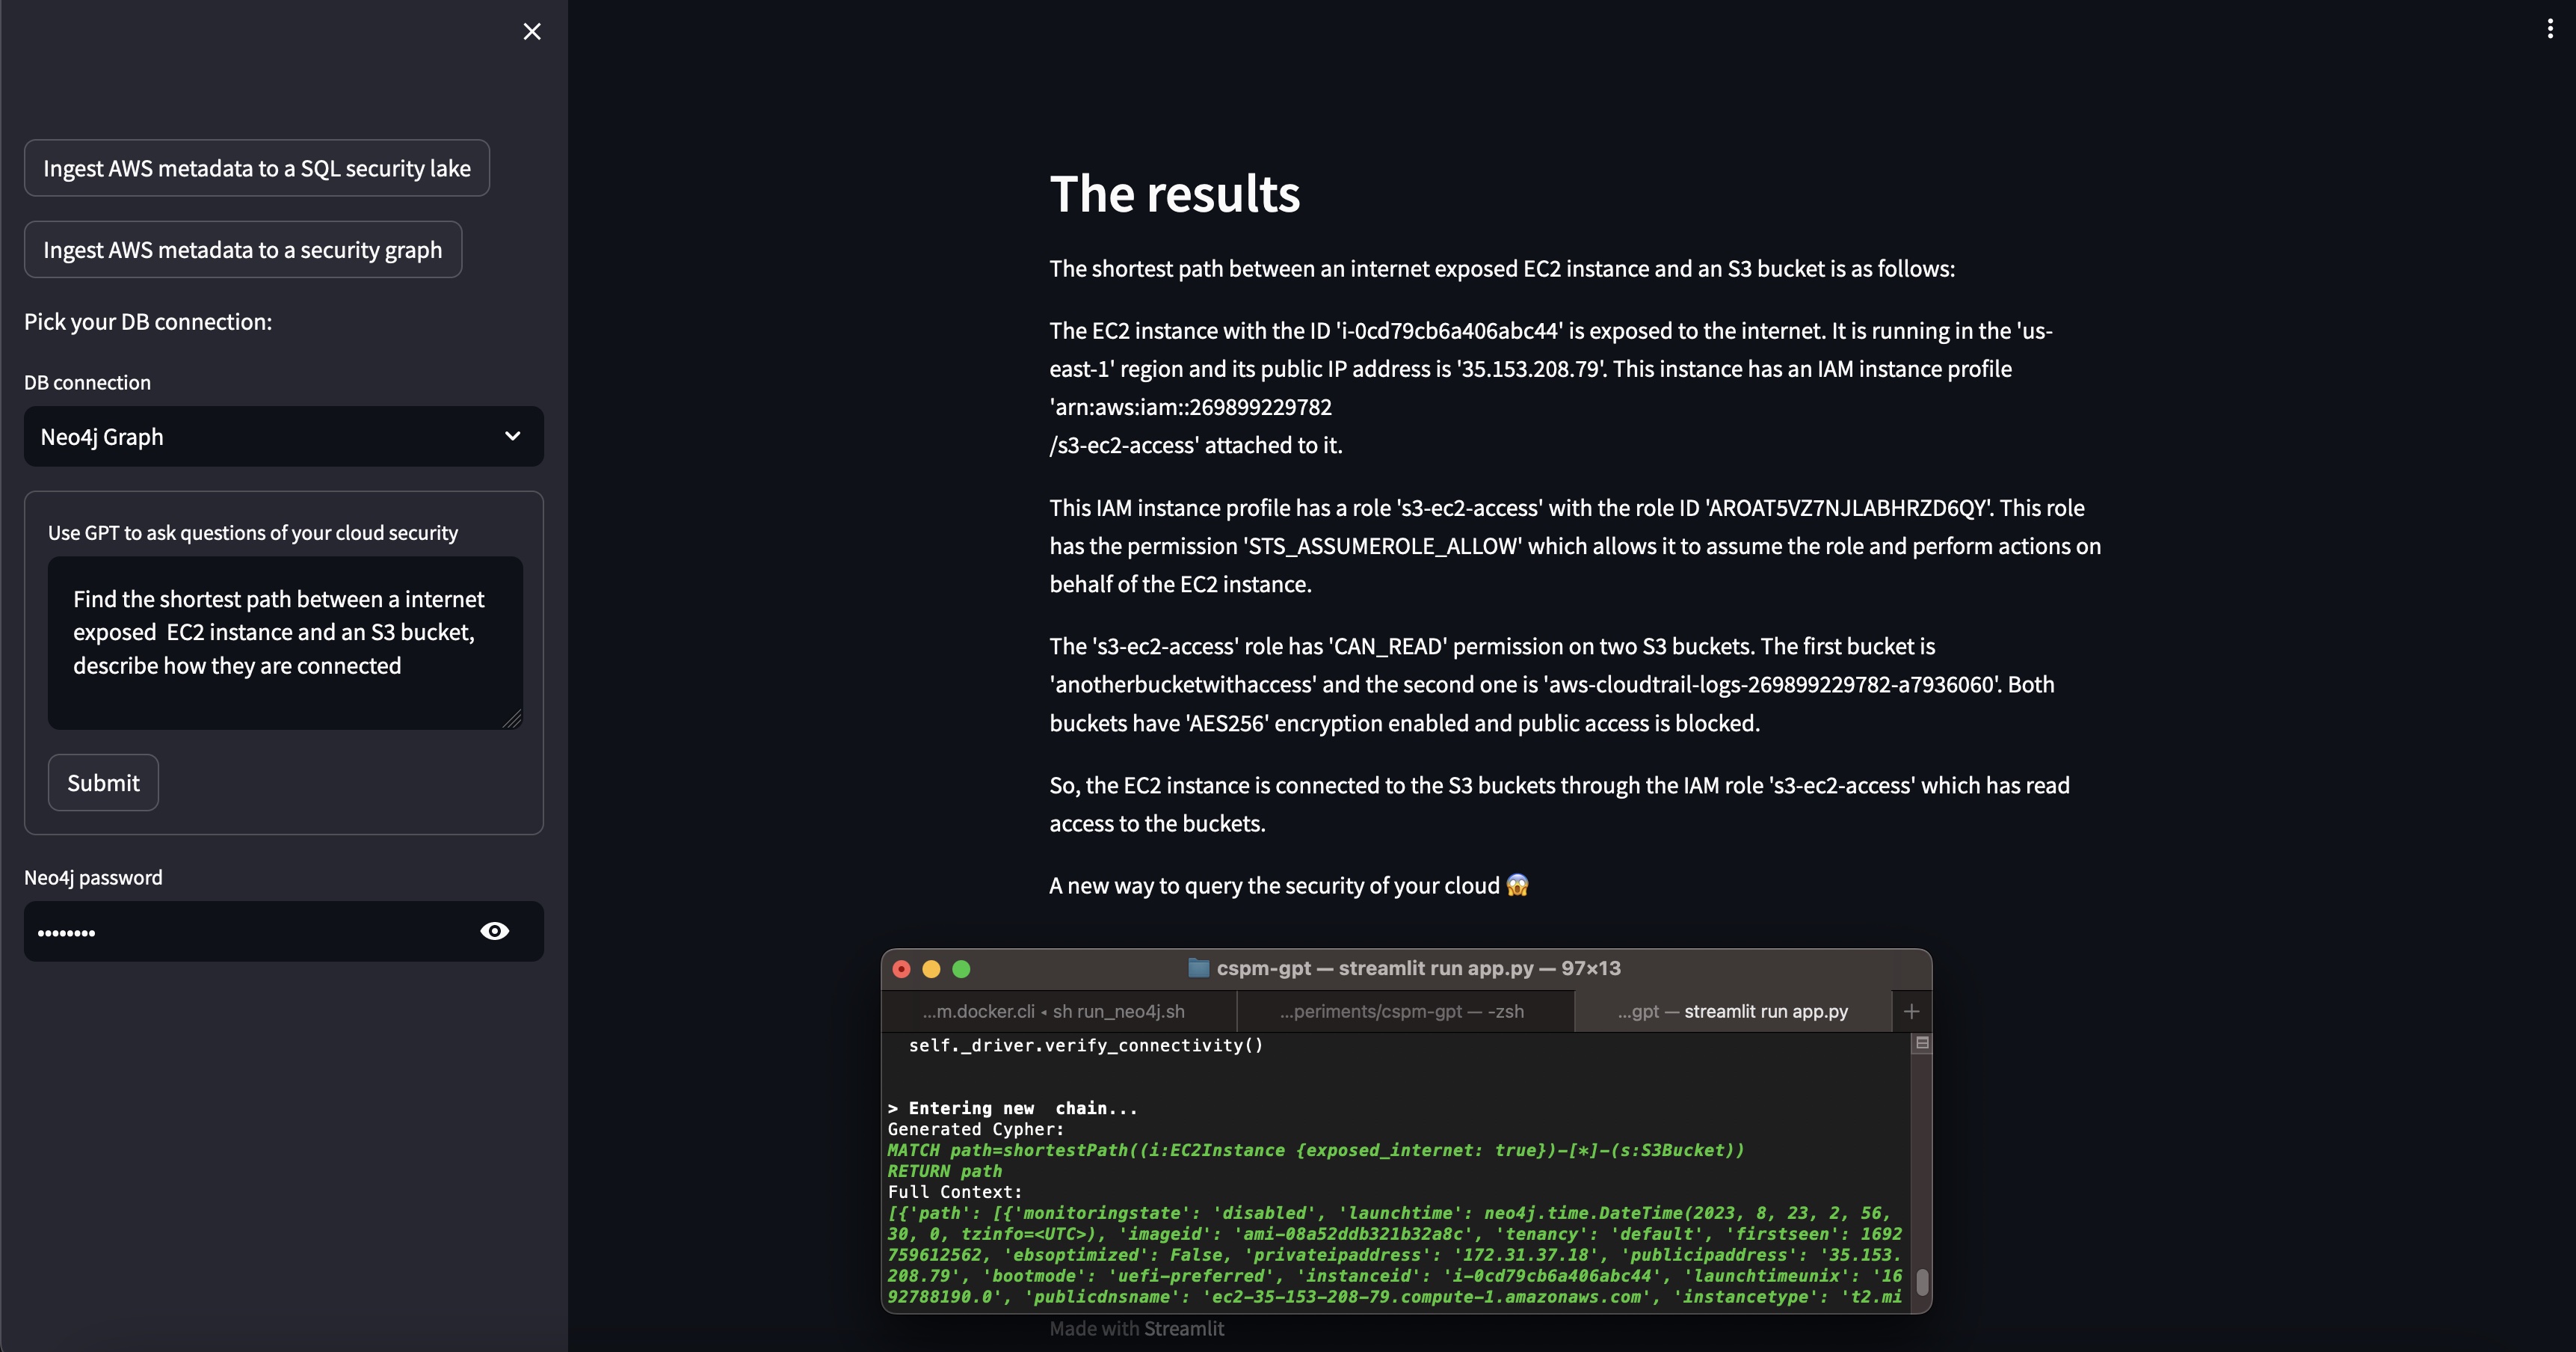 Ingest AWS metadata to a SQL security lake
Ingest AWS metadata to a security graph
Pick your DB connection:
DB connection
Neo4j Graph
Use GPT to ask questions of your cloud security
Find the shortest path between a internet
exposed  EC2 instance and an S3 bucket,
describe how they are connected
Submit
Neo4j password
••••••••
The results
The shortest path between an internet exposed EC2 instance and an S3 bucket is as follows:
The EC2 instance with the ID 'i-0cd79cb6a406abc44' is exposed to the internet. It is running in the 'us-
east-1' region and its public IP address is '35.153.208.79'. This instance has an IAM instance profile
'arn:aws:iam::269899229782
/s3-ec2-access' attached to it.
This IAM instance profile has a role 's3-ec2-access' with the role ID 'AROAT5VZ7NJLABHRZD6QY'. This role
has the permission 'STS_ASSUMEROLE_ALLOW' which allows it to assume the role and perform actions on
behalf of the EC2 instance.
The 's3-ec2-access' role has 'CAN_READ' permission on two S3 buckets. The first bucket is
'anotherbucketwithaccess' and the second one is 'aws-cloudtrail-logs-269899229782-a7936060'. Both
buckets have 'AES256' encryption enabled and public access is blocked.
So, the EC2 instance is connected to the S3 buckets through the IAM role 's3-ec2-access' which has read
access to the buckets.
A new way to query the security of your cloud 😱
cspm-gpt — streamlit run app.py — 97×13
...m.docker.cli ◂ sh run_neo4j.sh
...periments/cspm-gpt — -zsh
...gpt — streamlit run app.py
self._driver.verify_connectivity()
> Entering new  chain...
Generated Cypher:
MATCH path=shortestPath((i:EC2Instance {exposed_internet: true})-[*]-(s:S3Bucket))
RETURN path
Full Context:
[{'path': [{'monitoringstate': 'disabled', 'launchtime': neo4j.time.DateTime(2023, 8, 23, 2, 56,
30, 0, tzinfo=<UTC>), 'imageid': 'ami-08a52ddb321b32a8c', 'tenancy': 'default', 'firstseen': 1692
759612562, 'ebsoptimized': False, 'privateipaddress': '172.31.37.18', 'publicipaddress': '35.153.
208.79', 'bootmode': 'uefi-preferred', 'instanceid': 'i-0cd79cb6a406abc44', 'launchtimeunix': '16
92788190.0', 'publicdnsname': 'ec2-35-153-208-79.compute-1.amazonaws.com', 'instancetype': 't2.mi
Made with Streamlit